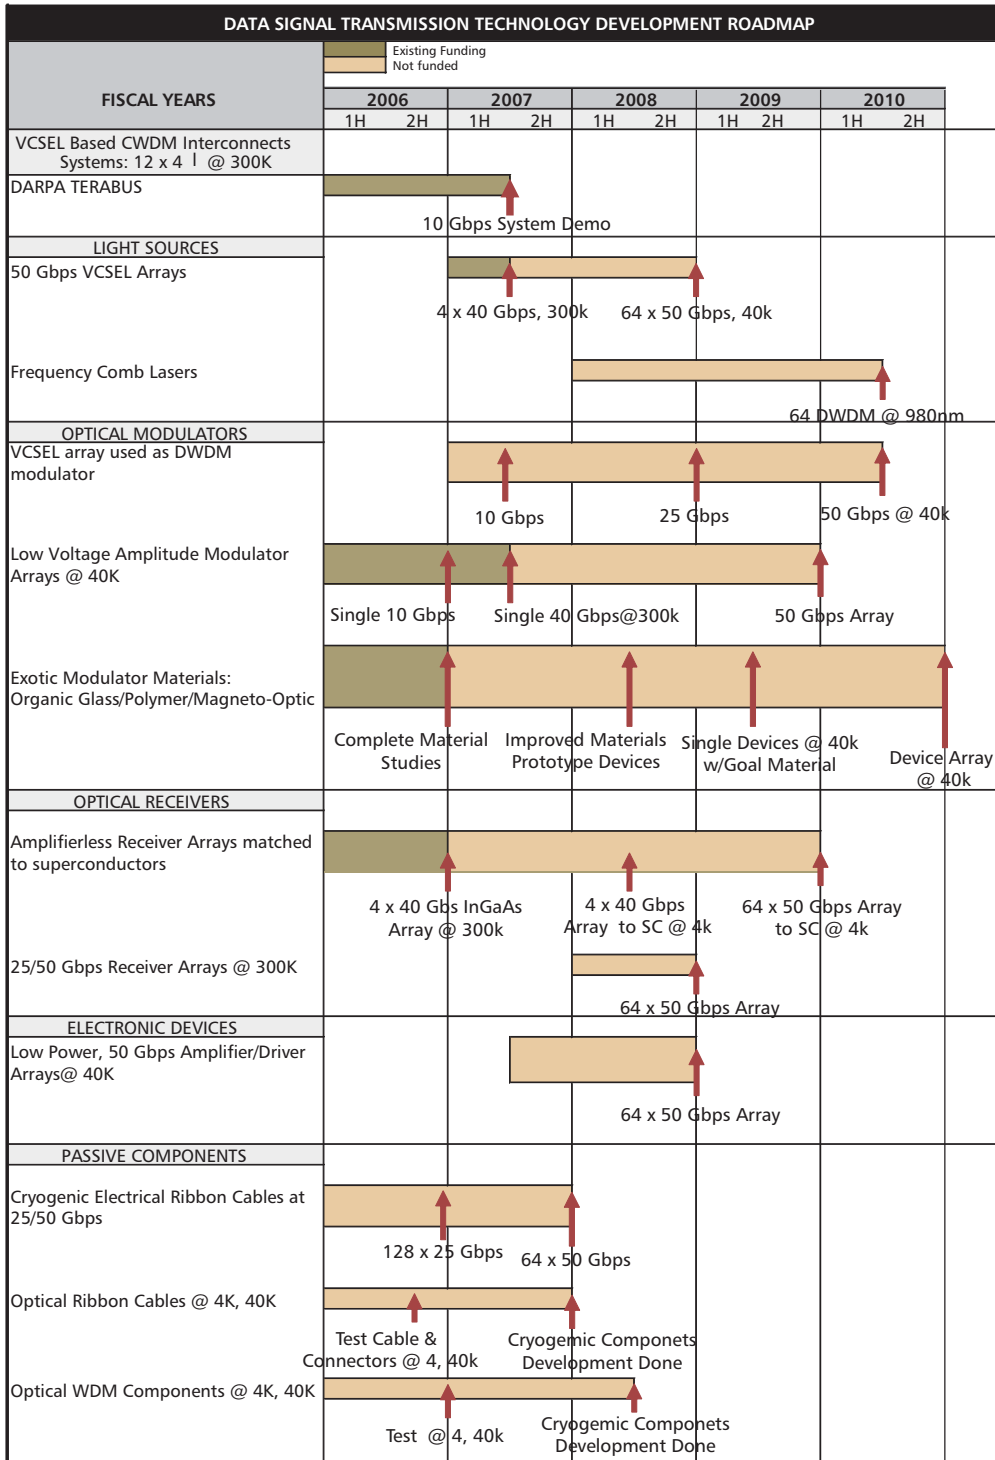 DATA SIGNAL TRANSMISSION TECHNOLOGY DEVELOPMENT ROADMAP
Existing Funding
Not funded
FISCAL YEARS
2006 2007 2008 2009 2010
1H 2H 1H 2H 1H 2H 1H 2H 1H 2H
VCSEL Based CWDM Interconnects
Systems: 12 x 4 l @ 300K
DARPA TERABUS
10 Gbps System Demo
LIGHT SOURCES
50 Gbps VCSEL Arrays
4 x 40 Gbps, 300k 64 x 50 Gbps, 40k
Frequency Comb Lasers
64 DWDM @ 980nm
OPTICAL MODULATORS
VCSEL array used as DWDM
modulator
10 Gbps 25 Gbps 50 Gbps @ 40k
Low Voltage Amplitude Modulator
Arrays @ 40K
Single 10 Gbps Single 40 Gbps@300k 50 Gbps Array
Exotic Modulator Materials:
Organic Glass/Polymer/Magneto-Optic
Complete Material
Studies
Improved Materials
Prototype Devices
Single Devices @ 40k
w/Goal Material
Device Array
@ 40k
OPTICAL RECEIVERS
Amplifierless Receiver Arrays matched
to superconductors
4 x 40 Gbs InGaAs
Array @ 300k
4 x 40 Gbps
Array to SC @ 4k
64 x 50 Gbps Array
to SC @ 4k
25/50 Gbps Receiver Arrays @ 300K
64 x 50 Gbps Array
ELECTRONIC DEVICES
Low Power, 50 Gbps Amplifier/Driver
Arrays@ 40K
64 x 50 Gbps Array
PASSIVE COMPONENTS
Cryogenic Electrical Ribbon Cables at
25/50 Gbps
128 x 25 Gbps 64 x 50 Gbps
Optical Ribbon Cables @ 4K, 40K
Test Cable &
Connectors @ 4, 40k
Cryogemic Componets
Development Done
Optical WDM Components @ 4K, 40K
Test @ 4, 40k
Cryogemic Componets
Development Done